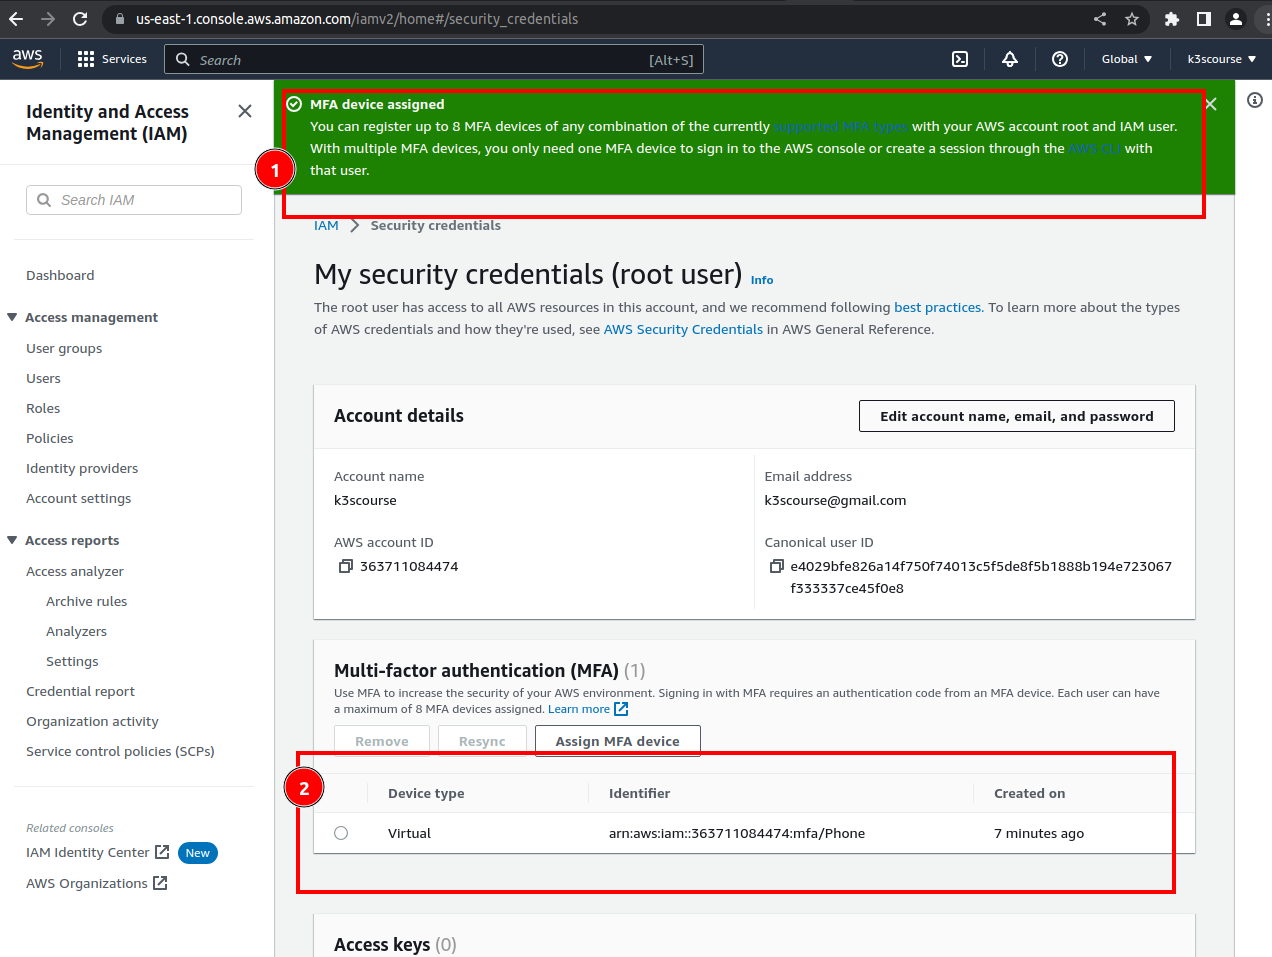 us-east-1.console.aws.amazon.com/iamv2/home#/security_credentials
aws
Services
Search
[Alt+S]
Global
k3scourse
Identity and Access
Management (IAM)
Search IAM
Dashboard
Access management
User groups
Users
Roles
Policies
Identity providers
Account settings
Access reports
Access analyzer
Archive rules
Analyzers
Settings
Credential report
Organization activity
Service control policies (SCPs)
Related consoles
IAM Identity Center
New
AWS Organizations
1
MFA device assigned
You can register up to 8 MFA devices of any combination of the currently supported MFA types with your AWS account root and IAM user.
With multiple MFA devices, you only need one MFA device to sign in to the AWS console or create a session through the AWS CLI with
that user.
IAM
Security credentials
My security credentials (root user)
Info
The root user has access to all AWS resources in this account, and we recommend following best practices. To learn more about the types
of AWS credentials and how they're used, see AWS Security Credentials in AWS General Reference.
Account details
Edit account name, email, and password
Account name
k3scourse
Email address
k3scourse@gmail.com
AWS account ID
363711084474
Canonical user ID
e4029bfe826a14f750f74013c5f5de8f5b1888b194e723067
f333337ce45f0e8
Multi-factor authentication (MFA) (1)
Use MFA to increase the security of your AWS environment. Signing in with MFA requires an authentication code from an MFA device. Each user can have
a maximum of 8 MFA devices assigned. Learn more
Remove
Resync
Assign MFA device
2
Device type
Identifier
Created on
Virtual
arn:aws:iam::363711084474:mfa/Phone
7 minutes ago
Access keys (0)